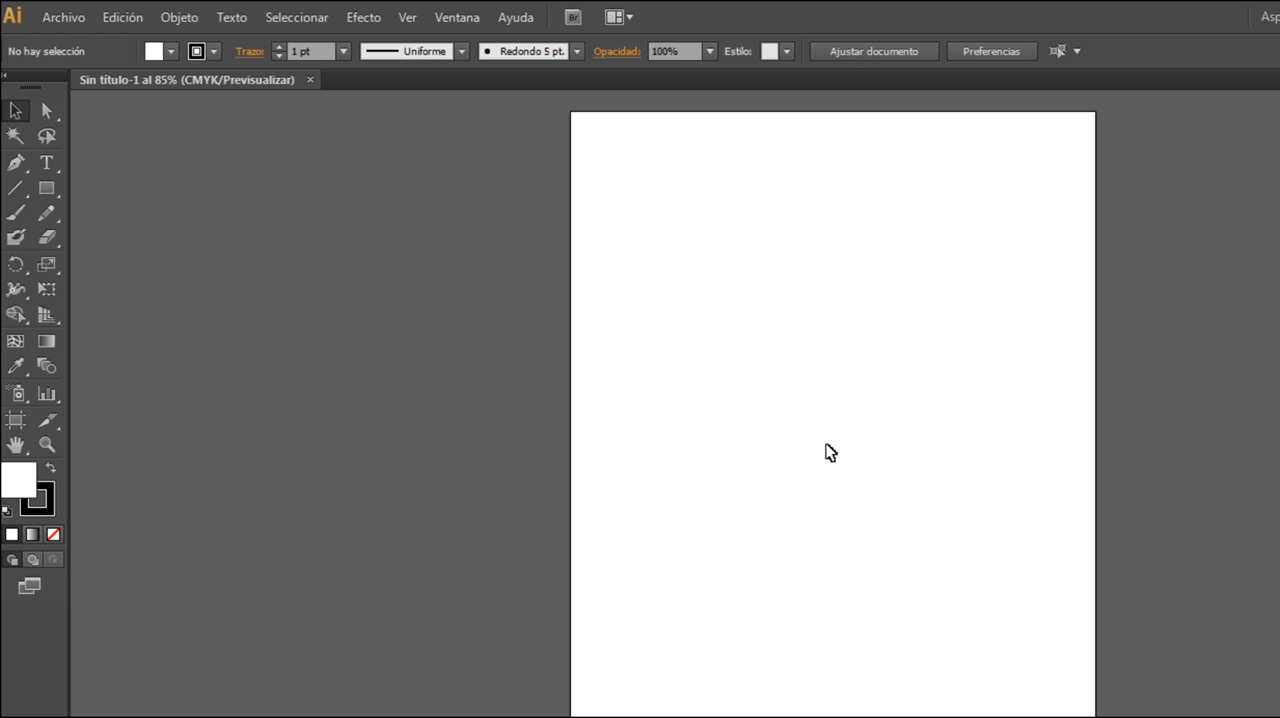 Ai Archivo Edición Objeto Texto Seleccionar Efecto Ver Ventana Ayuda Br
No hay selección Trazo: 1 pt Uniforme Redondo 5 pt. Opacidad: 100% Estilo: Ajustar documento Preferencias
Sin título-1 al 85% (CMYK/Previsualizar) ×
T